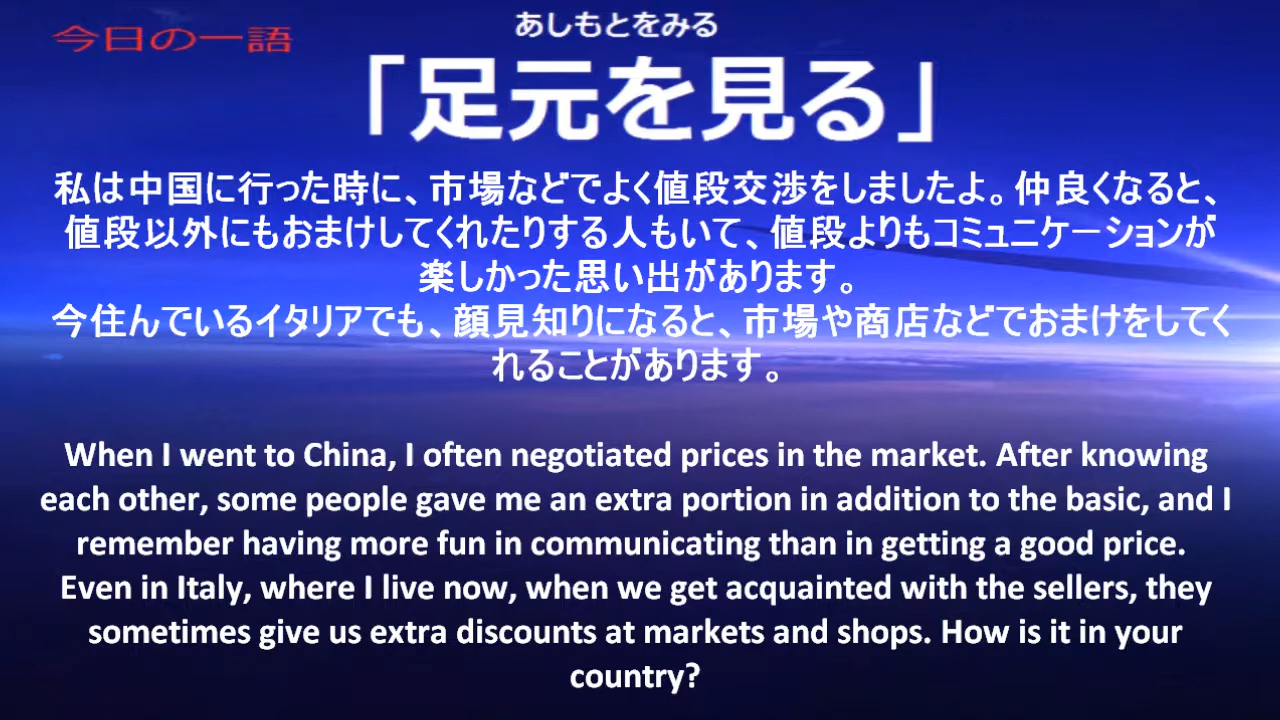 今日の一語
あしもとをみる
「足元を見る」
私は中国に行った時に、市場などでよく値段交渉をしましたよ。仲良くなると、
値段以外にもおまけしてくれたりする人もいて、値段よりもコミュニケーションが
楽しかった思い出があります。
今住んでいるイタリアでも、顔見知りになると、市場や商店などでおまけをしてく
れることがあります。
When I went to China, I often negotiated prices in the market. After knowing
each other, some people gave me an extra portion in addition to the basic, and I
remember having more fun in communicating than in getting a good price.
Even in Italy, where I live now, when we get acquainted with the sellers, they
sometimes give us extra discounts at markets and shops. How is it in your
country?